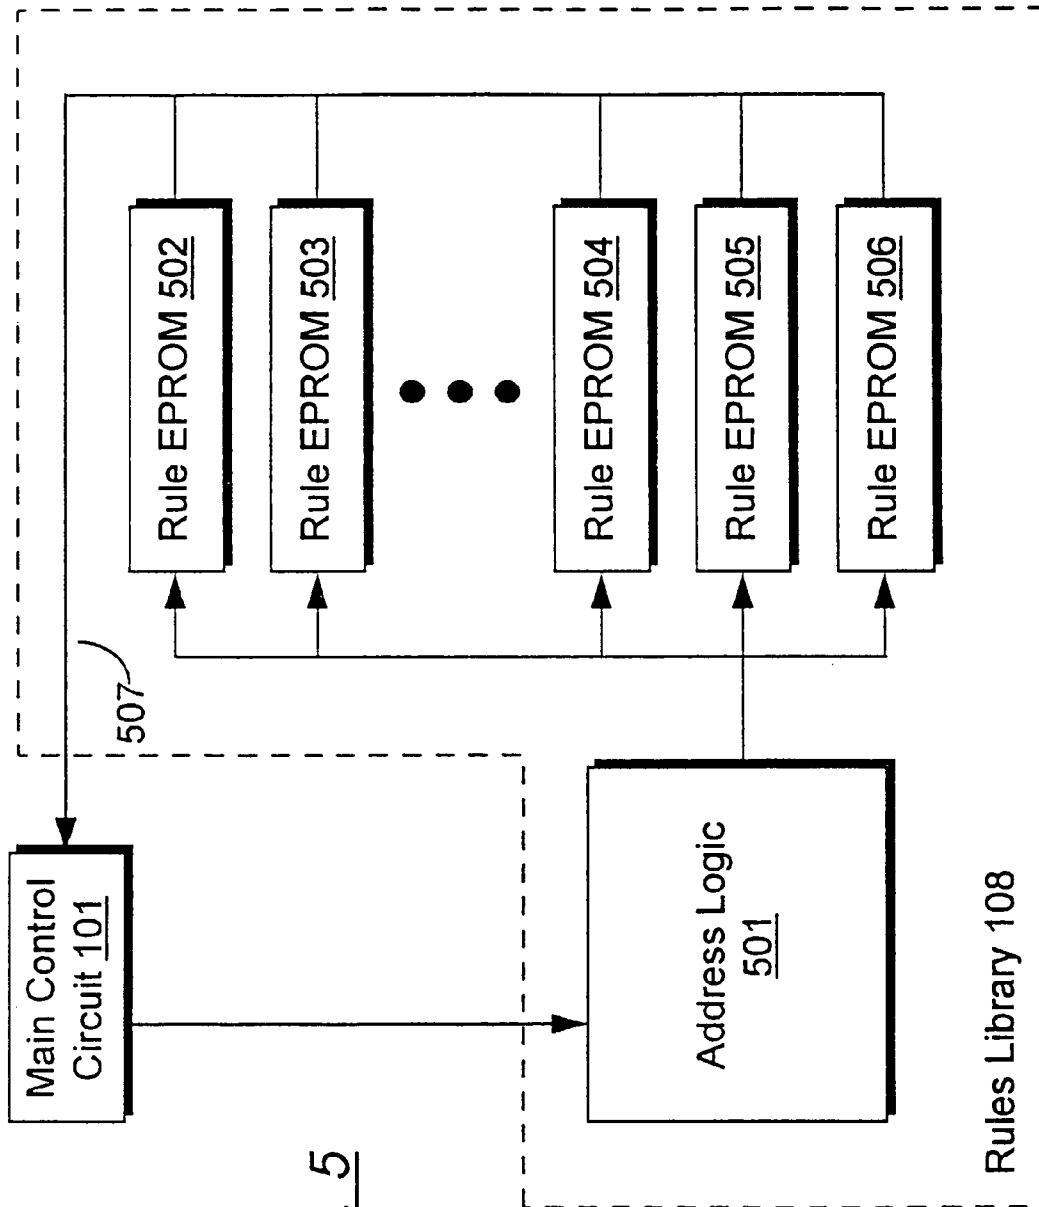 Main Control
Circuit 101
507
Rule EPROM 502
Rule EPROM 503
Rule EPROM 504
Rule EPROM 505
Rule EPROM 506
Address Logic
501
Rules Library 108
5